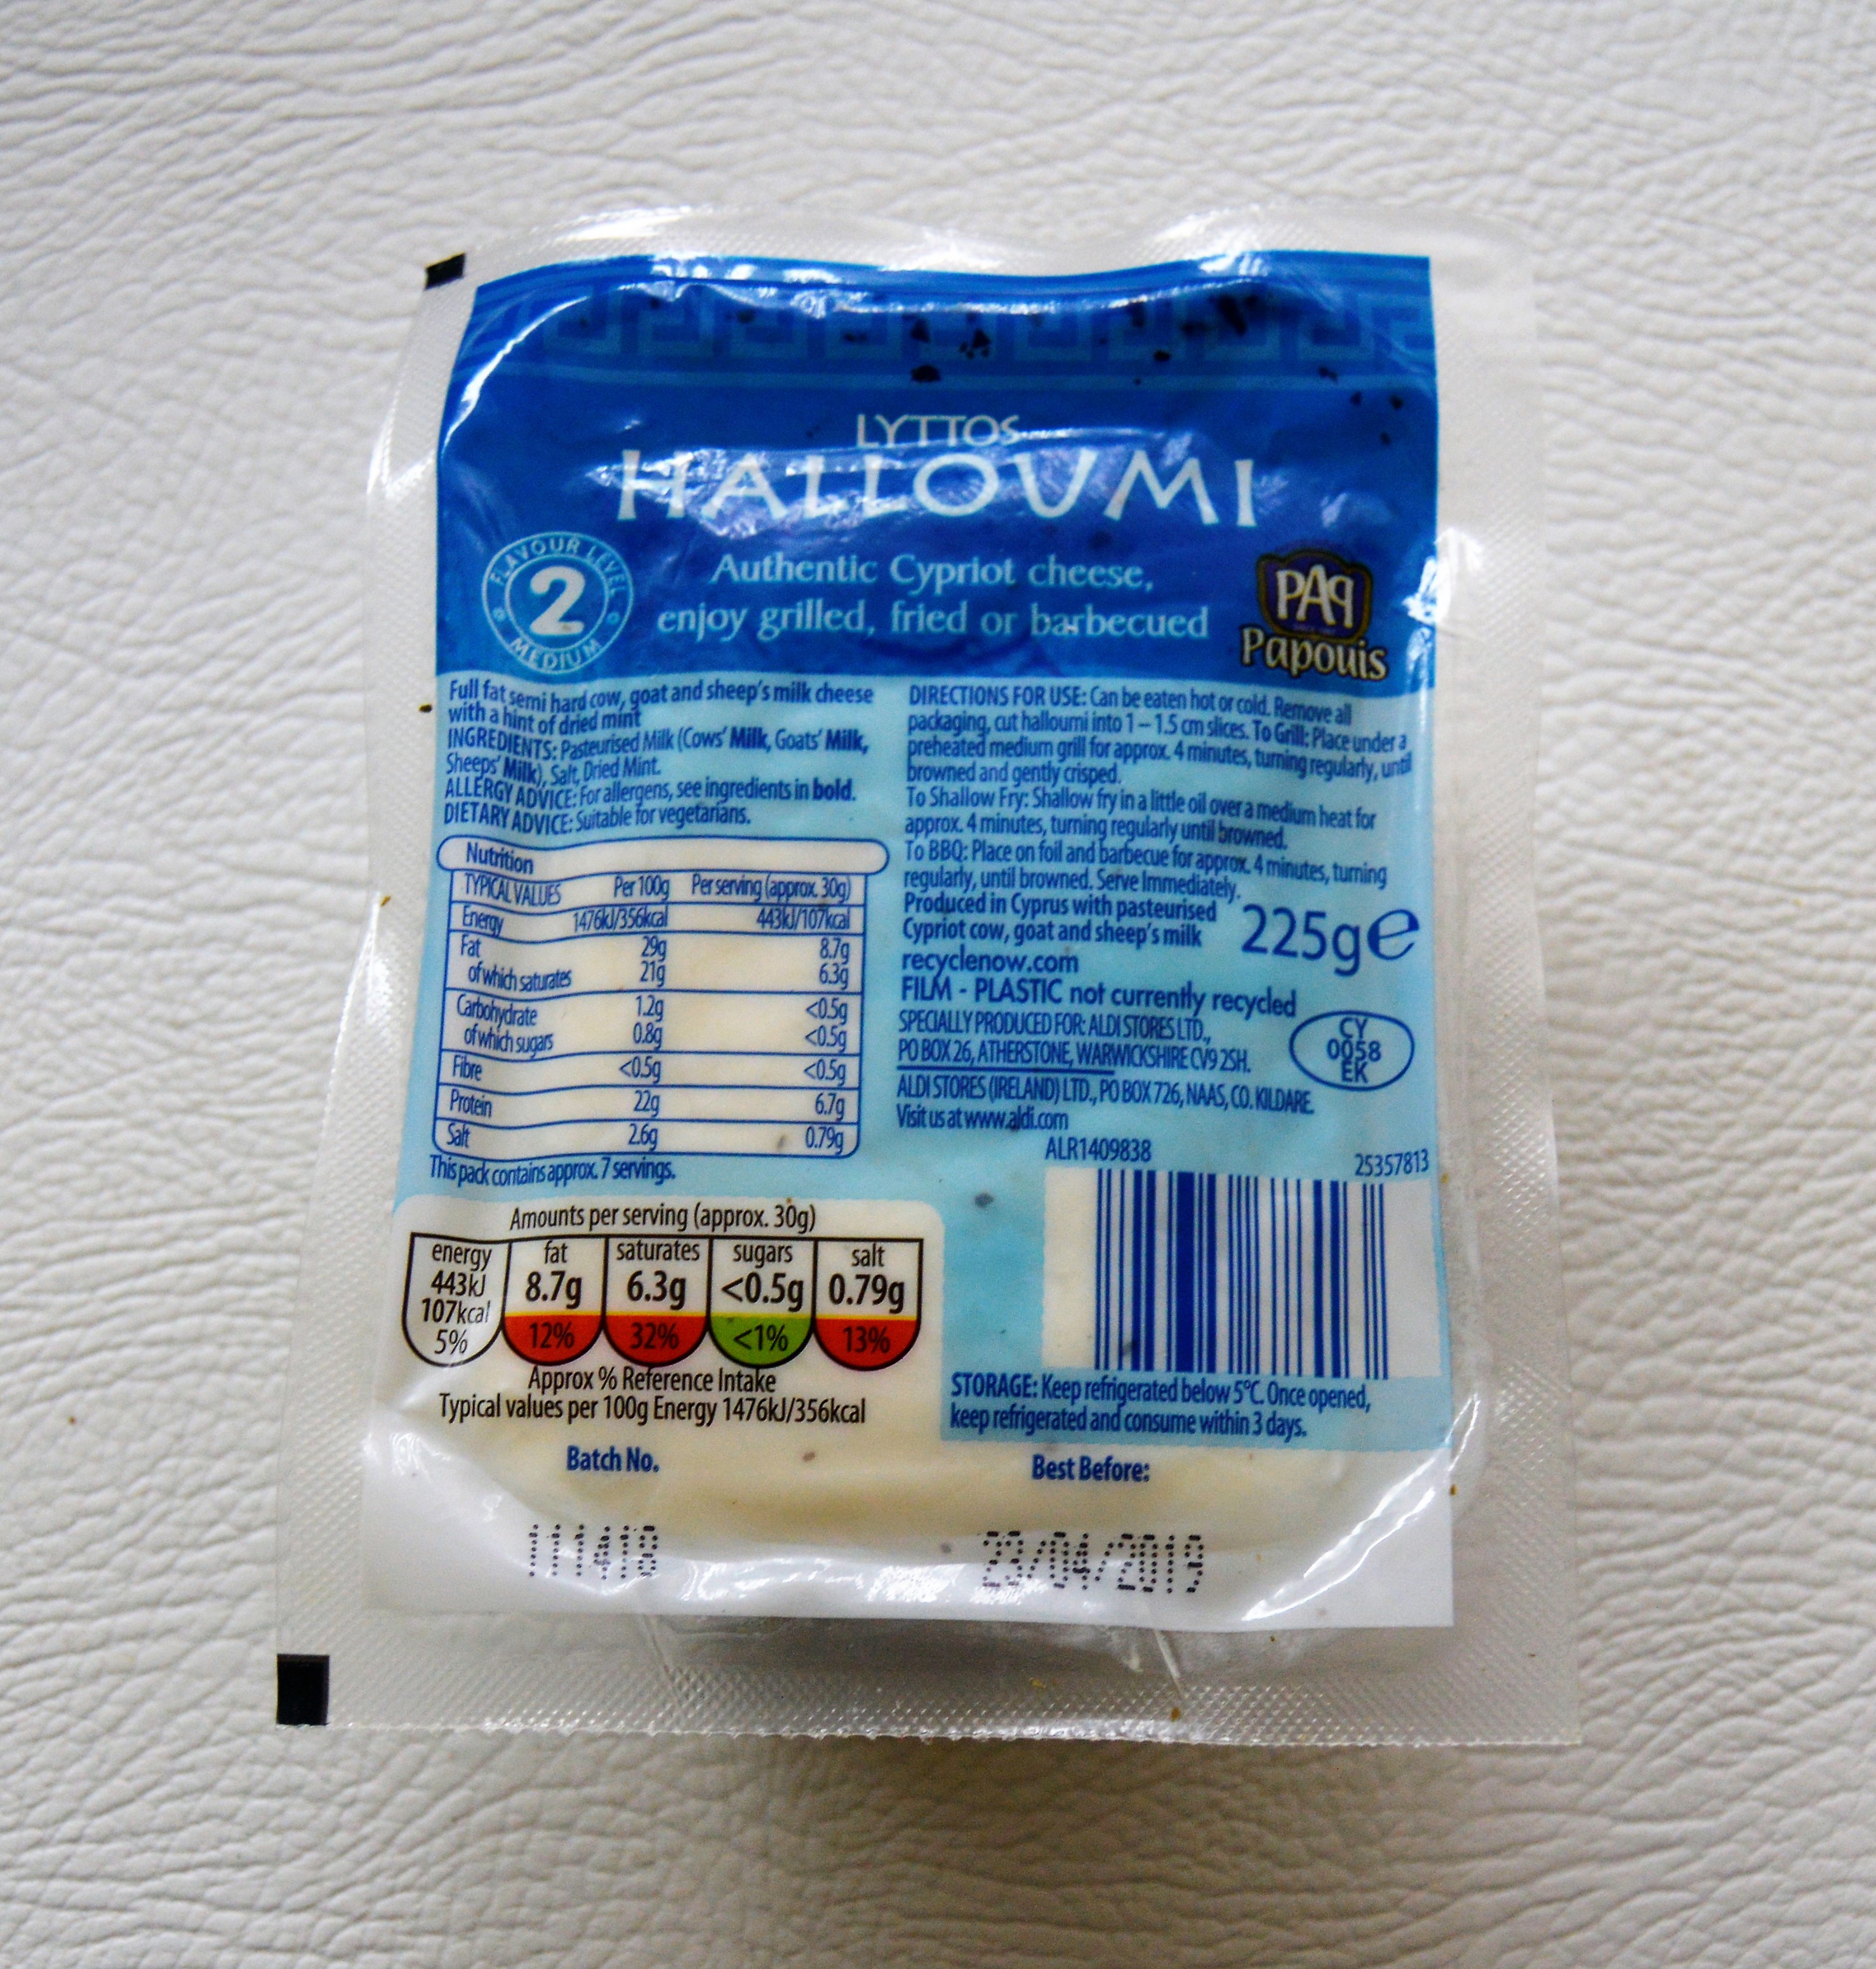 LYTTOS
HALLOUMI
FLAVOUR LEVEL
2
MEDIUM
Authentic Cypriot cheese,
enjoy grilled, fried or barbecued
PAP
Papouis
Full fat semi hard cow, goat and sheep's milk cheese
with a hint of dried mint
INGREDIENTS: Pasteurised Milk (Cows' Milk, Goats' Milk,
Sheeps' Milk), Salt, Dried Mint.
ALLERGY ADVICE: For allergens, see ingredients in bold.
DIETARY ADVICE: Suitable for vegetarians.
Nutrition
TYPICAL VALUES Per 100g Per serving (approx. 30g)
Energy 1476kJ/356kcal 443kJ/107kcal
Fat 29g 8.7g
of which saturates 21g 6.3g
Carbohydrate 1.2g <0.5g
of which sugars 0.8g <0.5g
Fibre <0.5g <0.5g
Protein 22g 6.7g
Salt 2.6g 0.79g
This pack contains approx. 7 servings.
Amounts per serving (approx. 30g)
energy fat saturates sugars salt
443kJ 8.7g 6.3g <0.5g 0.79g
107kcal
5% 12% 32% <1% 13%
Approx % Reference Intake
Typical values per 100g Energy 1476kJ/356kcal
DIRECTIONS FOR USE: Can be eaten hot or cold. Remove all
packaging, cut halloumi into 1 – 1.5 cm slices. To Grill: Place under a
preheated medium grill for approx. 4 minutes, turning regularly, until
browned and gently crisped.
To Shallow Fry: Shallow fry in a little oil over a medium heat for
approx. 4 minutes, turning regularly until browned.
To BBQ: Place on foil and barbecue for approx. 4 minutes, turning
regularly, until browned. Serve Immediately.
Produced in Cyprus with pasteurised
Cypriot cow, goat and sheep's milk
225g e
recyclenow.com
FILM - PLASTIC not currently recycled
SPECIALLY PRODUCED FOR: ALDI STORES LTD.,
PO BOX 26, ATHERSTONE, WARWICKSHIRE CV9 2SH.
CY
0058
EK
ALDI STORES (IRELAND) LTD., PO BOX 726, NAAS, CO. KILDARE.
Visit us at www.aldi.com
ALR1409838
25357813
STORAGE: Keep refrigerated below 5°C. Once opened,
keep refrigerated and consume within 3 days.
Batch No.
Best Before:
111418
23/04/2019